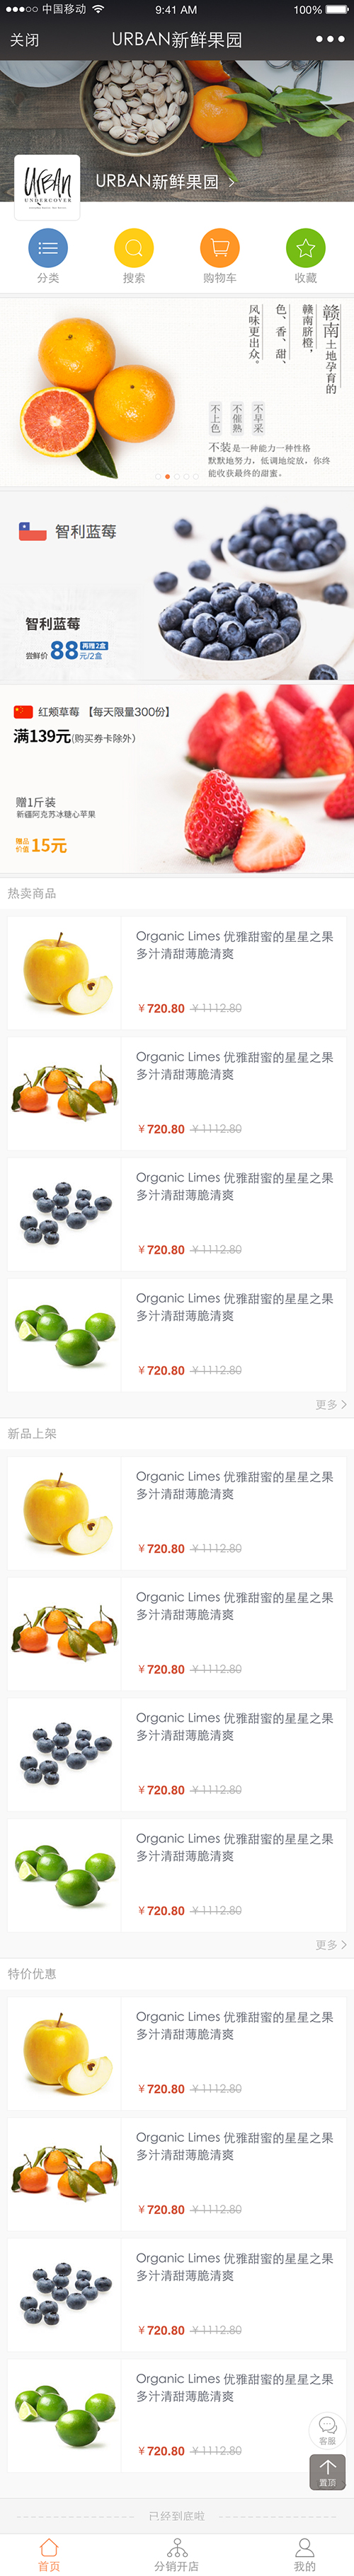 中国移动
9:41 AM
100%
关闭
URBAN新鲜果园
URBAN
UNDERCOVER
URBAN新鲜果园
分类
搜索
购物车
收藏
赣南土地孕育的
赣南脐橙，
色、香、甜、
风味更出众。
不早采
不催熟
不上色
不装是一种能力一种性格
默默地努力，低调地绽放，你终
能收获最终的甜蜜。
智利蓝莓
智利蓝莓
尝鲜价88元/2盒
再赠2盒
红颊草莓 【每天限量300份】
满139元(购买券卡除外)
赠1斤装
新疆阿克苏冰糖心苹果
赠品
价值15元
热卖商品
Organic Limes 优雅甜蜜的星星之果
多汁清甜薄脆清爽
¥720.80 ¥1112.80
Organic Limes 优雅甜蜜的星星之果
多汁清甜薄脆清爽
¥720.80 ¥1112.80
Organic Limes 优雅甜蜜的星星之果
多汁清甜薄脆清爽
¥720.80 ¥1112.80
Organic Limes 优雅甜蜜的星星之果
多汁清甜薄脆清爽
¥720.80 ¥1112.80
更多
新品上架
Organic Limes 优雅甜蜜的星星之果
多汁清甜薄脆清爽
¥720.80 ¥1112.80
Organic Limes 优雅甜蜜的星星之果
多汁清甜薄脆清爽
¥720.80 ¥1112.80
Organic Limes 优雅甜蜜的星星之果
多汁清甜薄脆清爽
¥720.80 ¥1112.80
Organic Limes 优雅甜蜜的星星之果
多汁清甜薄脆清爽
¥720.80 ¥1112.80
更多
特价优惠
Organic Limes 优雅甜蜜的星星之果
多汁清甜薄脆清爽
¥720.80 ¥1112.80
Organic Limes 优雅甜蜜的星星之果
多汁清甜薄脆清爽
¥720.80 ¥1112.80
Organic Limes 优雅甜蜜的星星之果
多汁清甜薄脆清爽
¥720.80 ¥1112.80
Organic Limes 优雅甜蜜的星星之果
多汁清甜薄脆清爽
¥720.80 ¥1112.80
客服
置顶
已经到底啦
首页
分销开店
我的